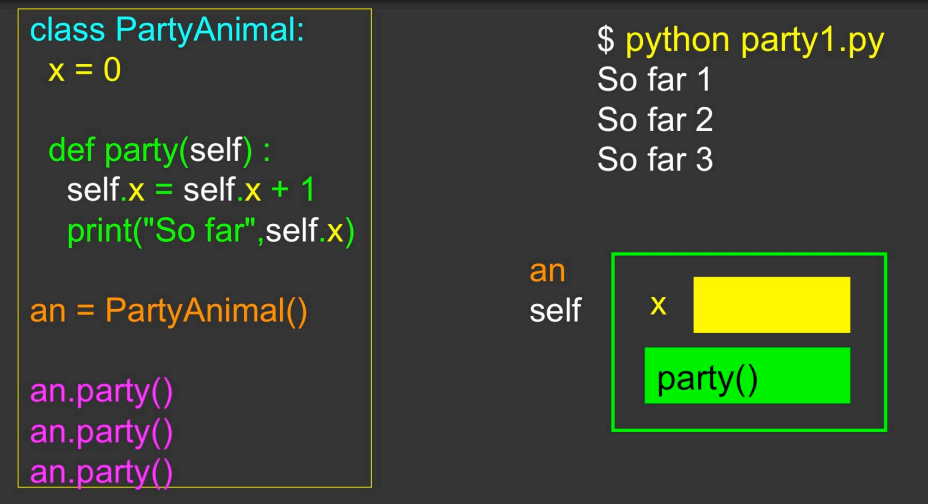 class PartyAnimal:
x = 0
def party(self) :
self.x = self.x + 1
print("So far",self.x)
an = PartyAnimal()
an.party()
an.party()
an.party()
$ python party1.py
So far 1
So far 2
So far 3
an
self
x
party()